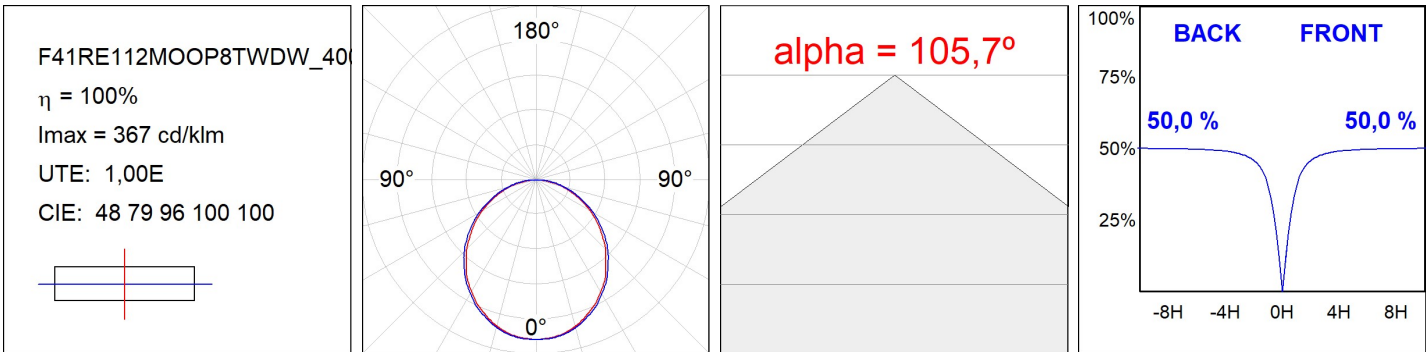 F41RE112MOOP8TWDW_400
η = 100%
Imax = 367 cd/klm
UTE: 1,00E
CIE: 48 79 96 100 100
180°
90°
90°
0°
alpha = 105,7º
100%
BACK
FRONT
75%
50,0 %
50,0 %
50%
25%
-8H
-4H
0H
4H
8H